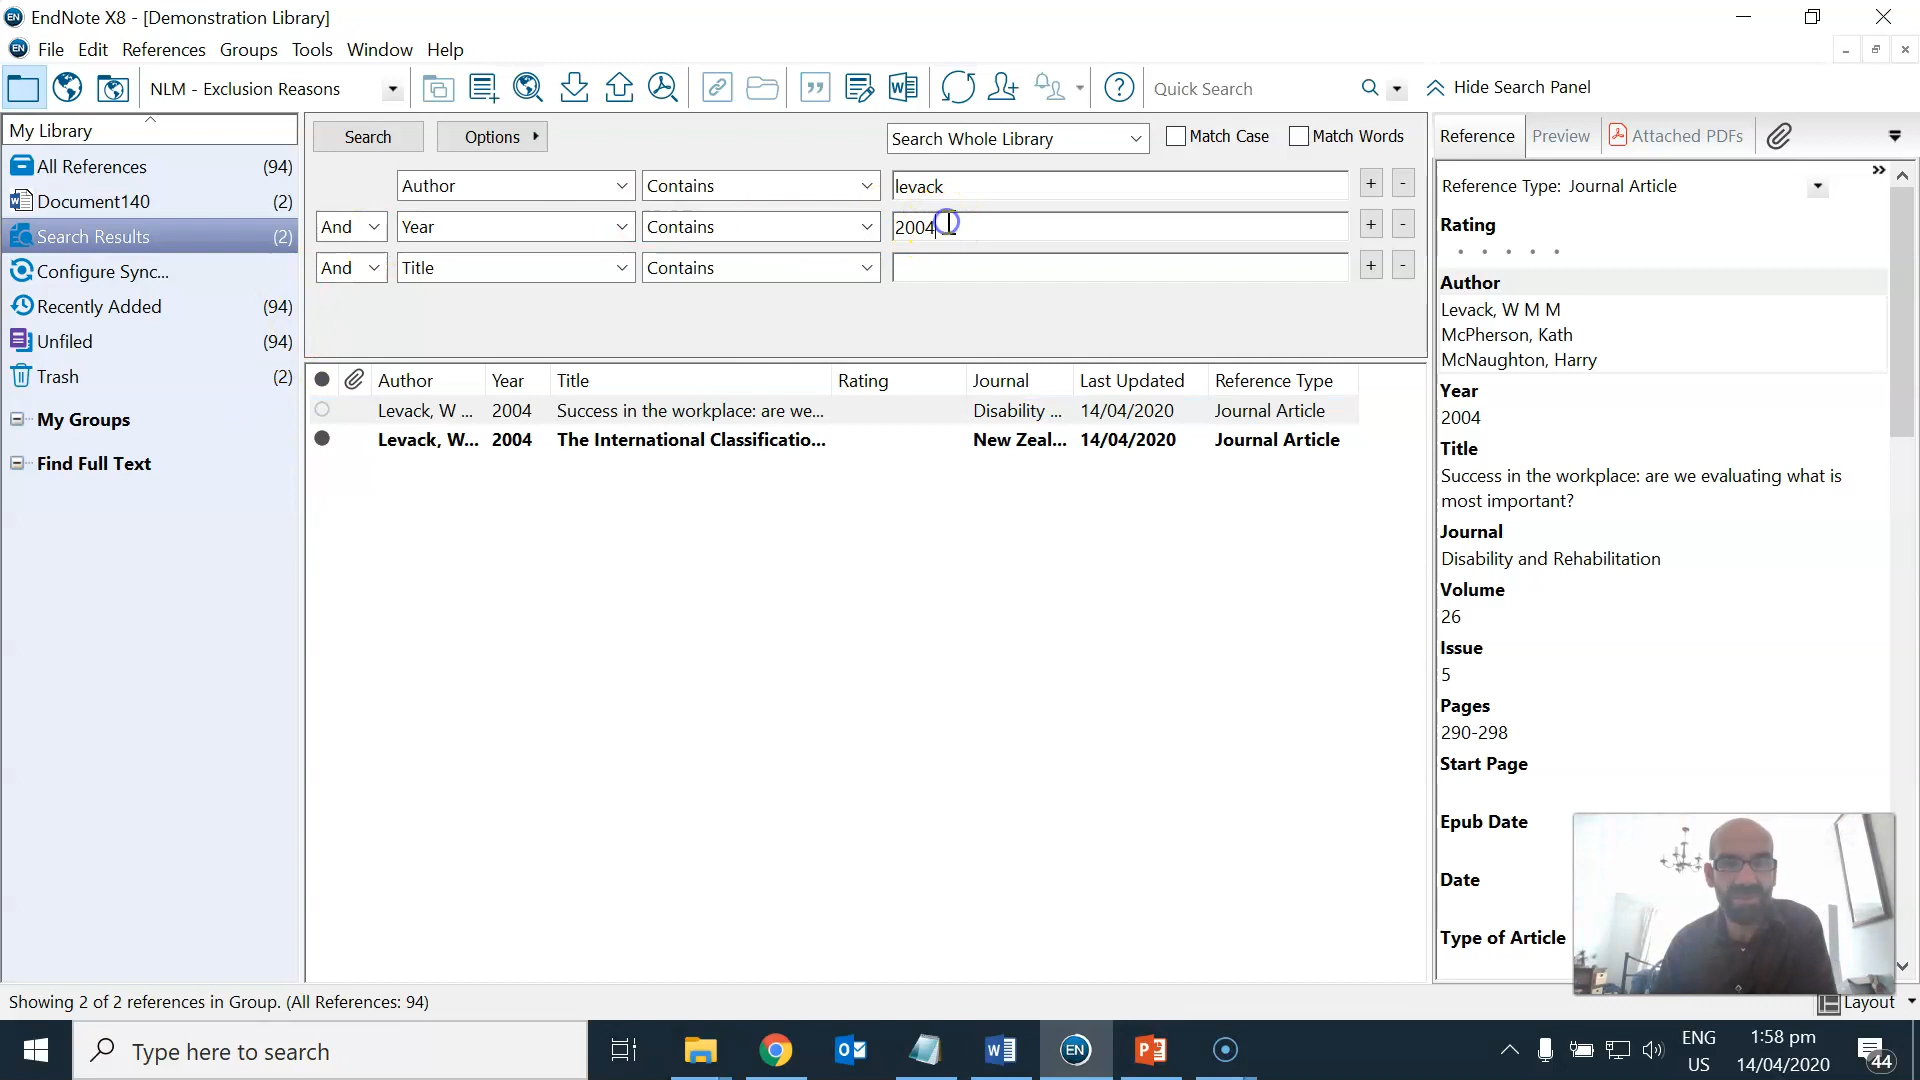 EndNote X8 - [Demonstration Library]
File Edit References Groups Tools Window Help
NLM - Exclusion Reasons
Quick Search
Hide Search Panel
My Library
All References (94)
Document140 (2)
Search Results (2)
Configure Sync...
Recently Added (94)
Unfiled (94)
Trash (2)
My Groups
Find Full Text
Search Options Search Whole Library Match Case Match Words
Author Contains levack + -
And Year Contains 2004 + -
And Title Contains + -
Author Year Title Rating Journal Last Updated Reference Type
Levack, W ... 2004 Success in the workplace: are we... Disability ... 14/04/2020 Journal Article
Levack, W... 2004 The International Classificatio... New Zeal... 14/04/2020 Journal Article
Reference Preview Attached PDFs
Reference Type: Journal Article
Rating
Author
Levack, W M M
McPherson, Kath
McNaughton, Harry
Year
2004
Title
Success in the workplace: are we evaluating what is
most important?
Journal
Disability and Rehabilitation
Volume
26
Issue
5
Pages
290-298
Start Page
Epub Date
Date
Type of Article
Showing 2 of 2 references in Group. (All References: 94)
Layout
Type here to search
ENG
US
1:58 pm
14/04/2020
44